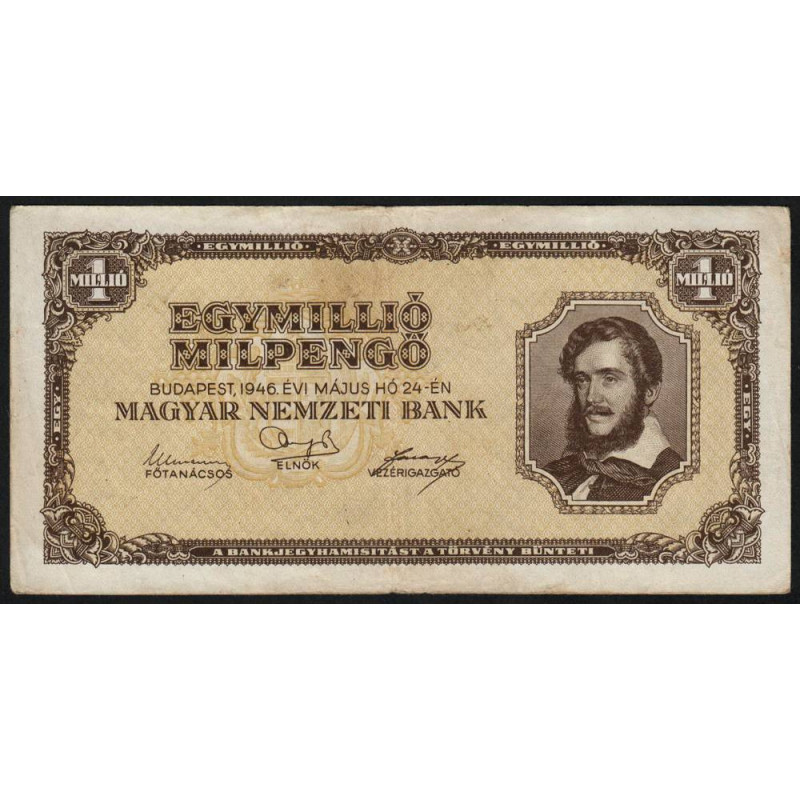 EGYMILLIÓ EGYMILLIÓ
1 MILLIÓ 1 MILLIÓ
EGYMILLIÓ
MILPENGŐ
BUDAPEST, 1946. ÉVI MÁJUS HÓ 24-ÉN
MAGYAR NEMZETI BANK
EGY EGY
FŐTANÁCSOS ELNÖK VEZÉRIGAZGATÓ
A BANKJEGYHAMISITÁST A TÖRVÉNY BÜNTETI